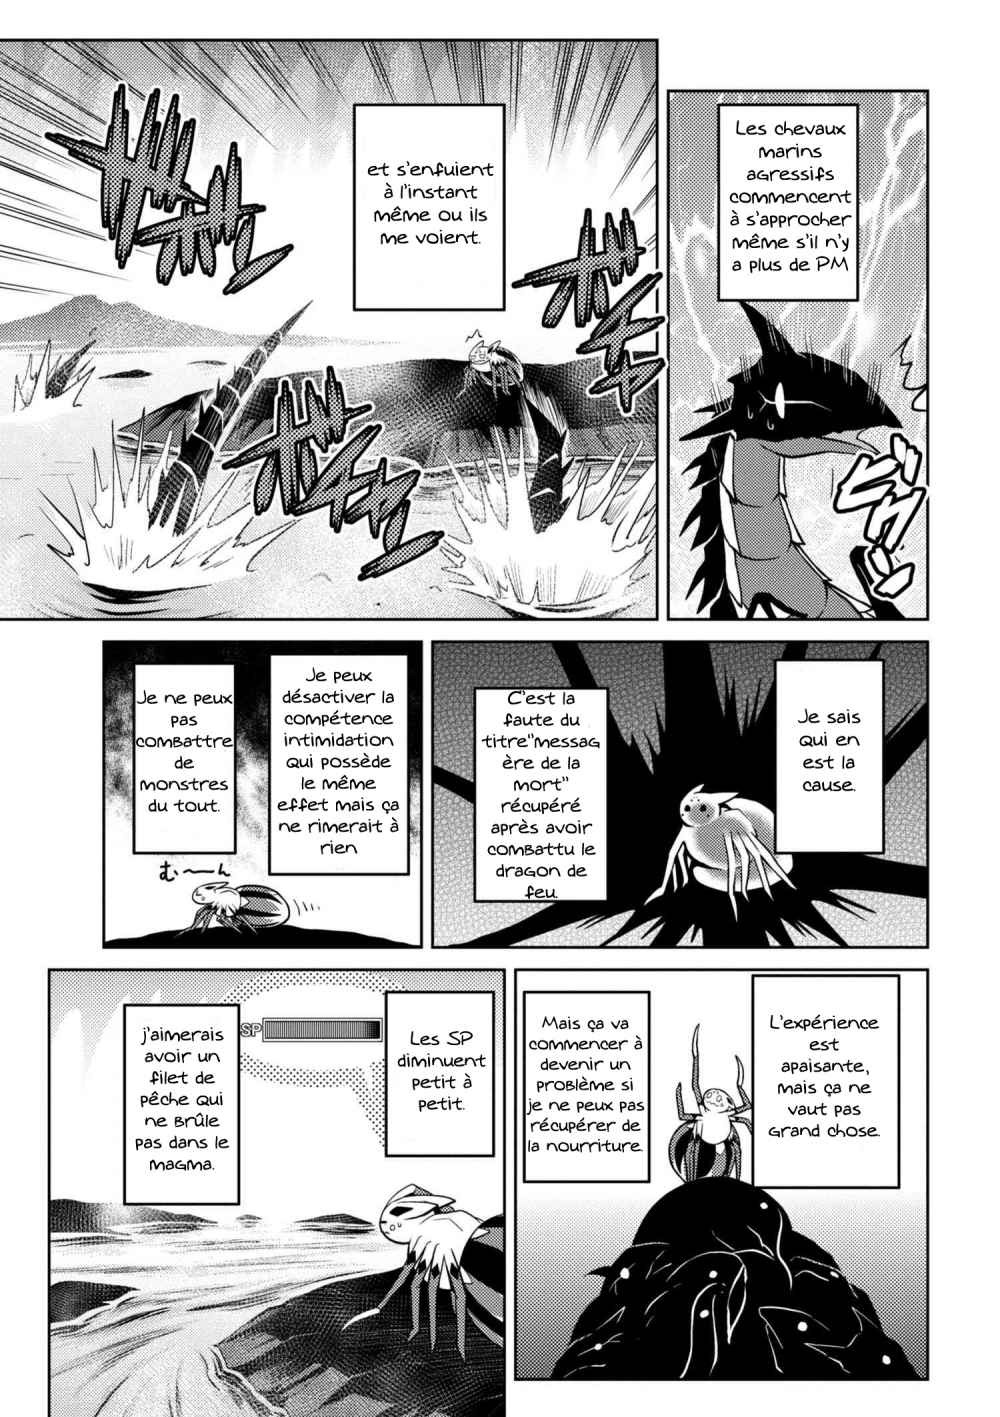 Les chevaux
marins
agressifs
commencent
à s'approcher
même s'il n'y
a plus de PM
ビクッ
et s'enfuient
à l'instant
même ou ils
me voient.
Je sais
qui en
est la
cause.
C'est la
faute du
titre"messag
ère de la
mort"
récupéré
après avoir
combattu le
dragon de
feu.
Je peux
désactiver la
compétence
intimidation
qui possède
le même
effet mais ça
ne rimerait à
rien
Je ne peux
pas
combattre
de
monstres
du tout.
む〜〜ん
L'expérience
est
apaisante,
mais ça ne
vaut pas
grand chose.
Mais ça va
commencer à
devenir un
problème si
je ne peux pas
récupérer de
la nourriture.
Les SP
diminuent
petit à
petit.
SP
j'aimerais
avoir un
filet de
pêche qui
ne brûle
pas dans le
magma.